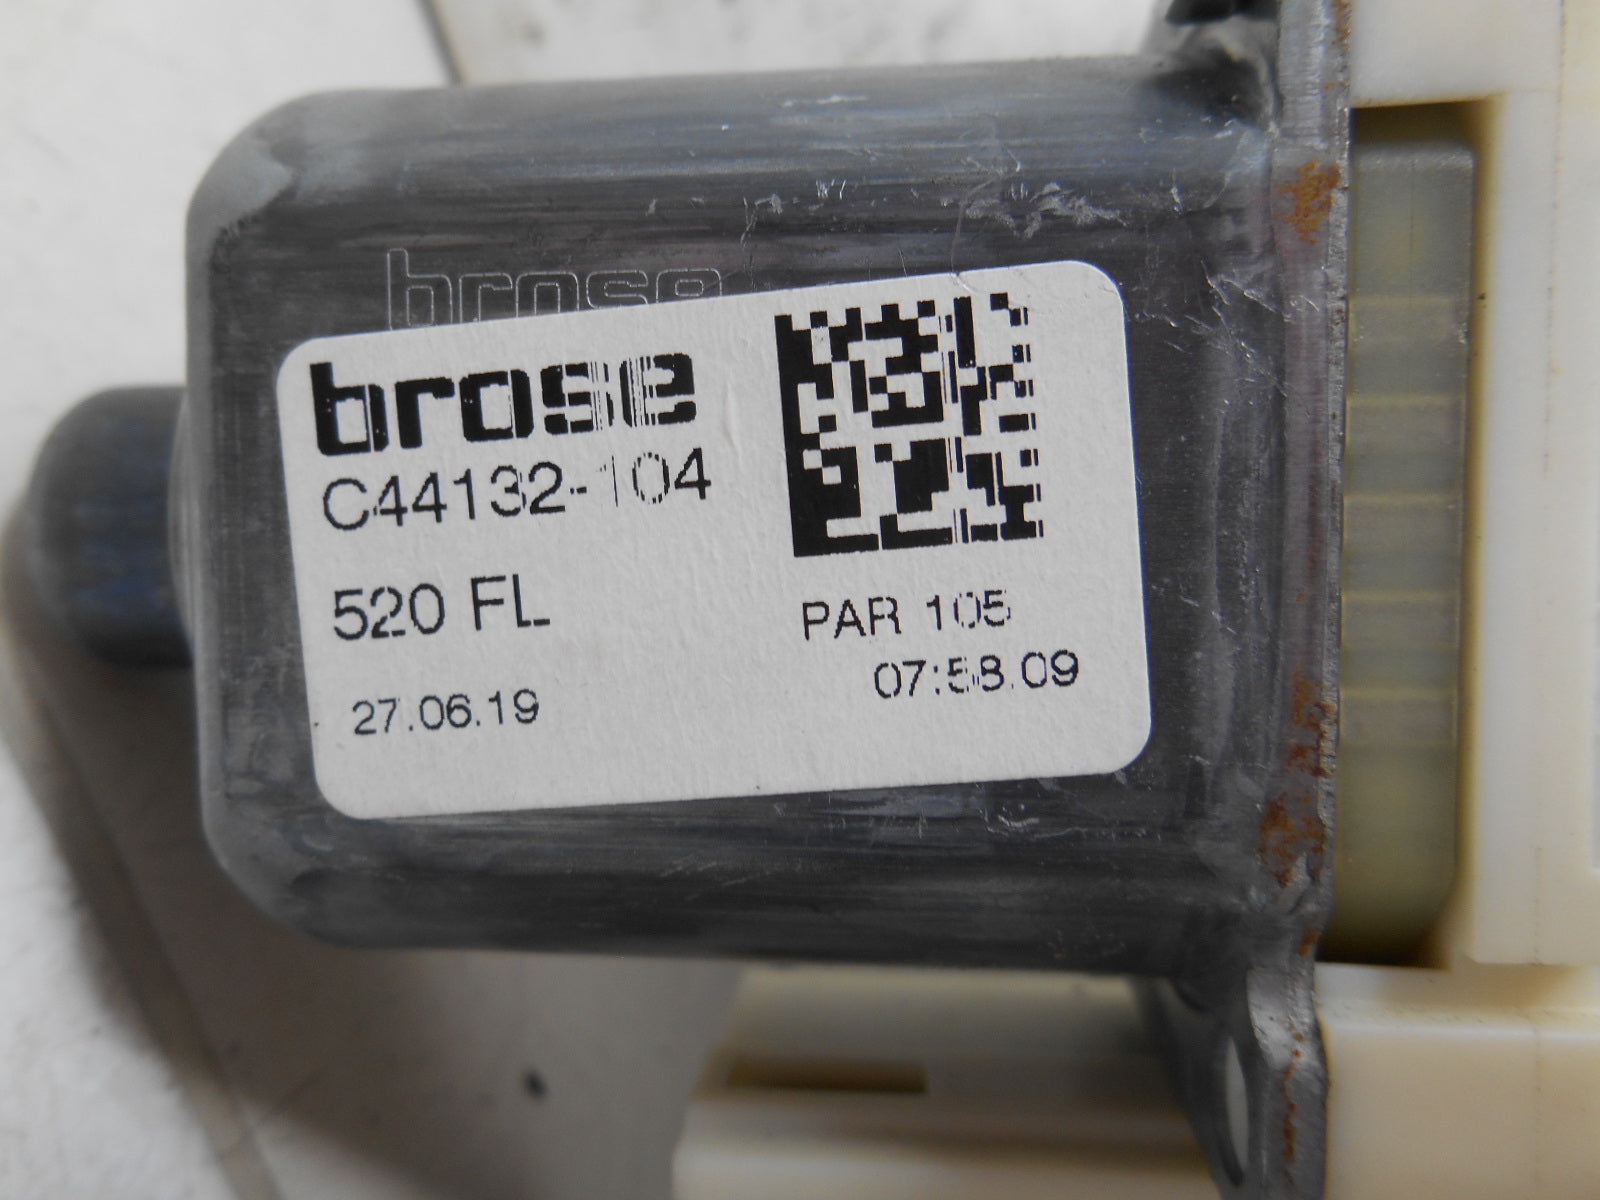 brose
brose
C44132-104
520 FL
PAR 105
07:58.09
27.06.19